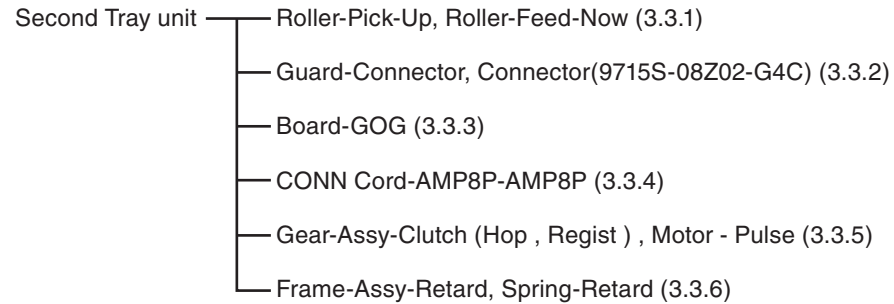 Second Tray unit Roller-Pick-Up, Roller-Feed-Now (3.3.1)
Guard-Connector, Connector(9715S-08Z02-G4C) (3.3.2)
Board-GOG (3.3.3)
CONN Cord-AMP8P-AMP8P (3.3.4)
Gear-Assy-Clutch (Hop , Regist ) , Motor - Pulse (3.3.5)
Frame-Assy-Retard, Spring-Retard (3.3.6)